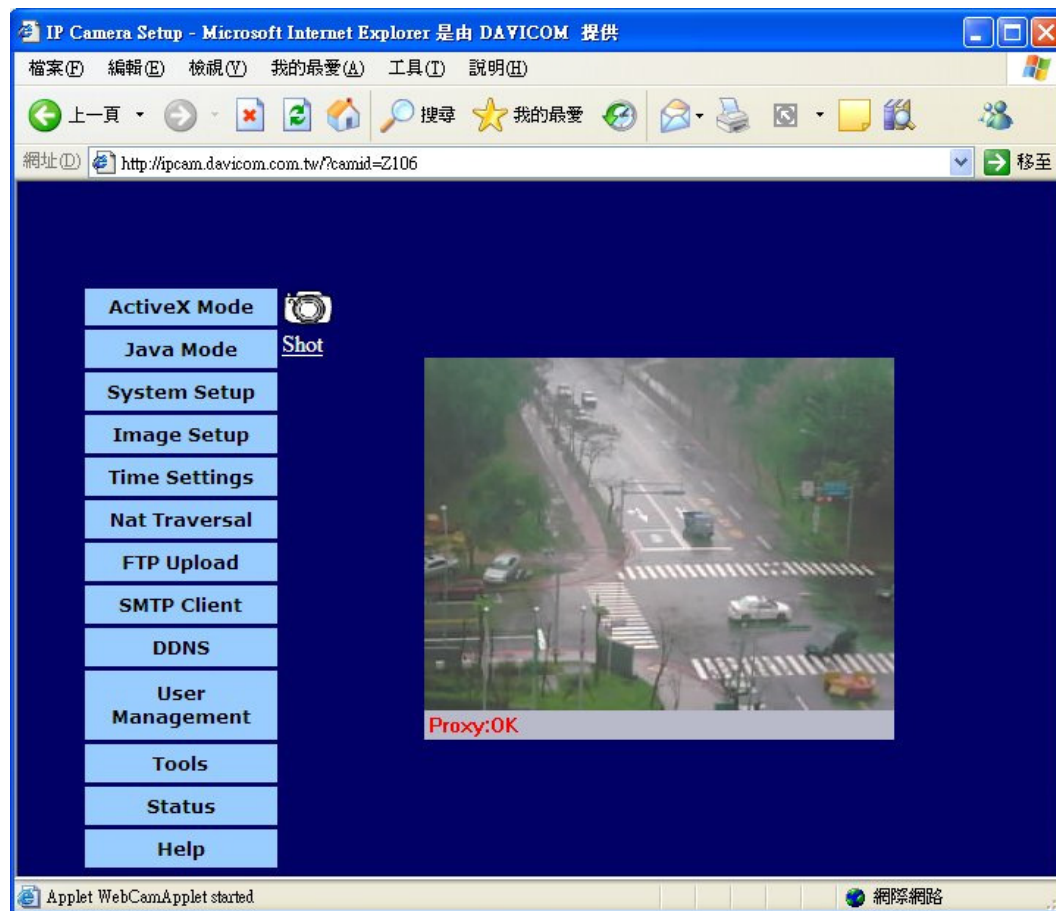 IP Camera Setup - Microsoft Internet Explorer 是由 DAVICOM 提供
檔案(F) 編輯(E) 檢視(V) 我的最愛(A) 工具(T) 說明(H)
上一頁 搜尋 我的最愛
網址(D) http://ipcam.davicom.com.tw/?camid=Z106 移至
ActiveX Mode
Java Mode
Shot
System Setup
Image Setup
Time Settings
Nat Traversal
FTP Upload
SMTP Client
DDNS
User
Management
Proxy:OK
Tools
Status
Help
Applet WebCamApplet started 網際網路